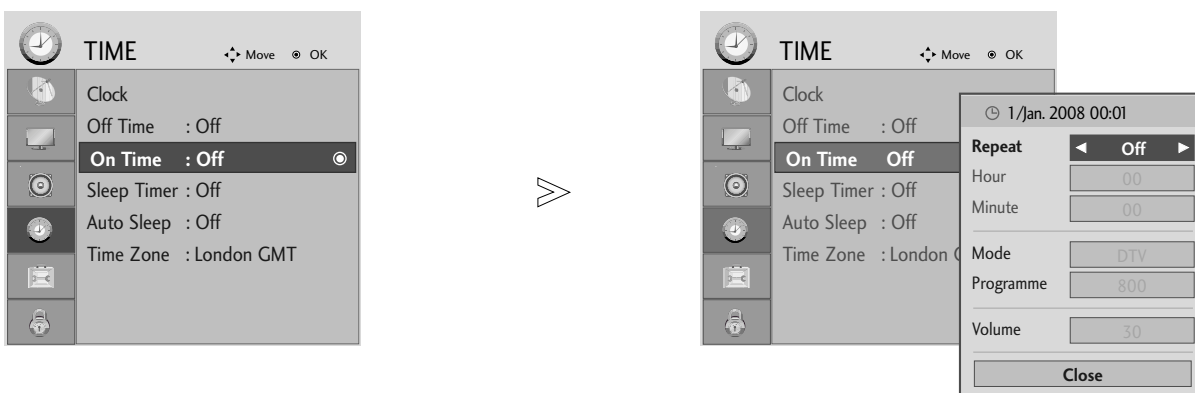 TIME
Move OK
Clock
Off Time : Off
On Time : Off
Sleep Timer : Off
Auto Sleep : Off
Time Zone : London GMT
TIME
Move OK
Clock
Off Time : Off
On Time Off
Sleep Timer : Off
Auto Sleep : Off
Time Zone : London
1/Jan. 2008 00:01
Repeat Off
Hour 00
Minute 00
Mode DTV
Programme 800
Volume 30
Close